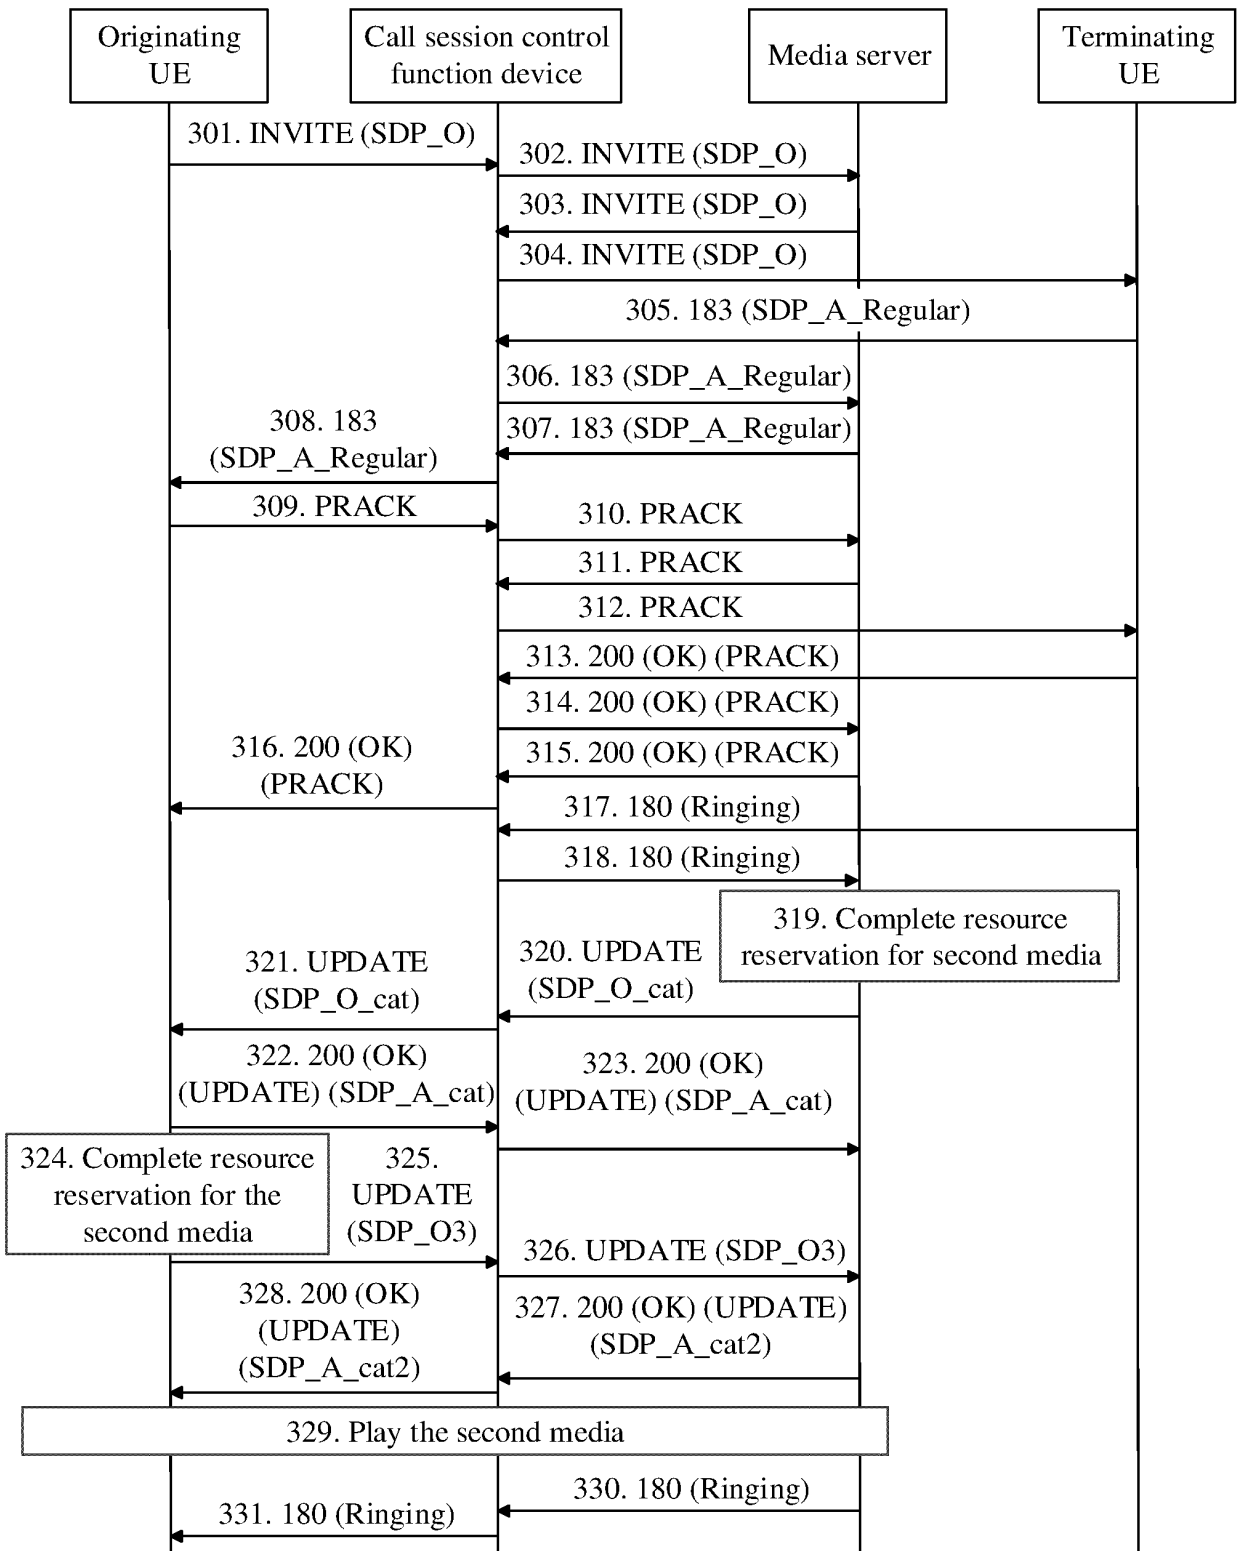 Originating
UE
Call session control
function device
Media server
Terminating
UE
301. INVITE (SDP_O)
302. INVITE (SDP_O)
303. INVITE (SDP_O)
304. INVITE (SDP_O)
305. 183 (SDP_A_Regular)
306. 183 (SDP_A_Regular)
307. 183 (SDP_A_Regular)
308. 183
(SDP_A_Regular)
309. PRACK
310. PRACK
311. PRACK
312. PRACK
313. 200 (OK) (PRACK)
314. 200 (OK) (PRACK)
315. 200 (OK) (PRACK)
316. 200 (OK)
(PRACK)
317. 180 (Ringing)
318. 180 (Ringing)
319. Complete resource
reservation for second media
320. UPDATE
(SDP_O_cat)
321. UPDATE
(SDP_O_cat)
322. 200 (OK)
(UPDATE) (SDP_A_cat)
323. 200 (OK)
(UPDATE) (SDP_A_cat)
324. Complete resource
reservation for the
second media
325.
UPDATE
(SDP_O3)
326. UPDATE (SDP_O3)
327. 200 (OK) (UPDATE)
(SDP_A_cat2)
328. 200 (OK)
(UPDATE)
(SDP_A_cat2)
329. Play the second media
330. 180 (Ringing)
331. 180 (Ringing)